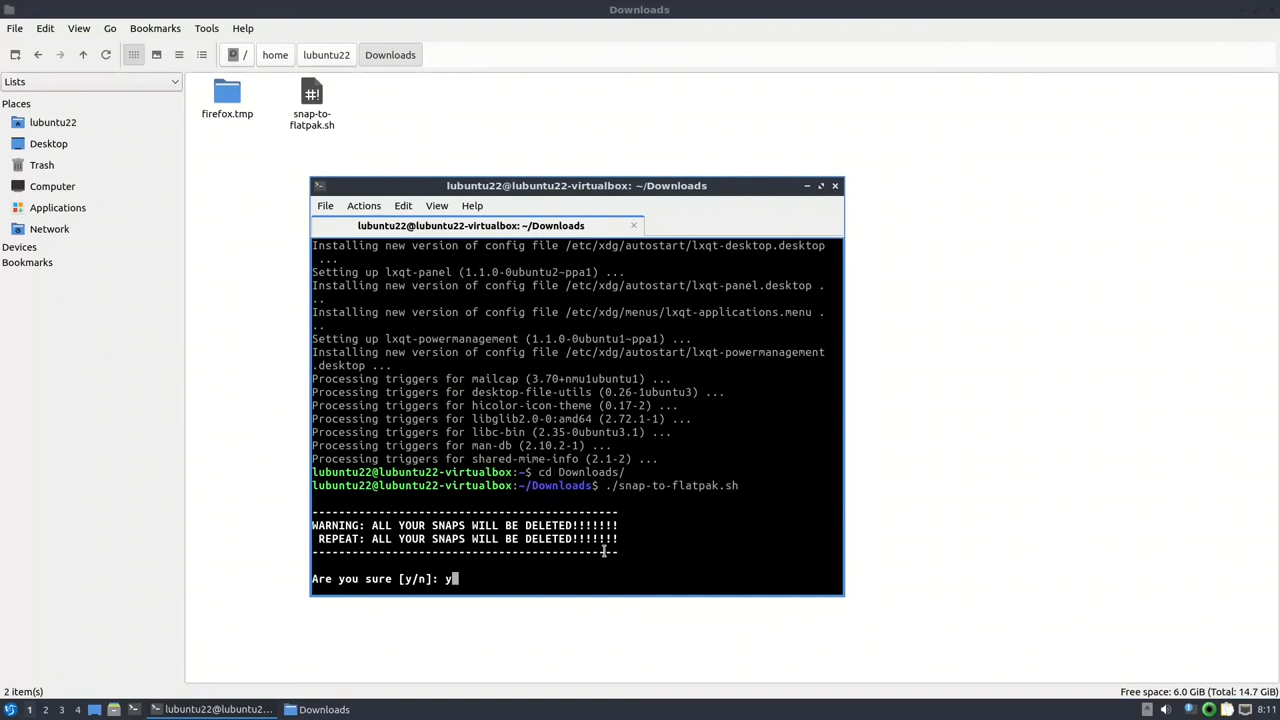 Downloads
File Edit View Go Bookmarks Tools Help
/ home lubuntu22 Downloads
Lists
Places
lubuntu22
Desktop
Trash
Computer
Applications
Network
Devices
Bookmarks
firefox.tmp
snap-to-
flatpak.sh
lubuntu22@lubuntu22-virtualbox: ~/Downloads
File Actions Edit View Help
lubuntu22@lubuntu22-virtualbox: ~/Downloads
Installing new version of config file /etc/xdg/autostart/lxqt-desktop.desktop
...
Setting up lxqt-panel (1.1.0-0ubuntu2~ppa1) ...
Installing new version of config file /etc/xdg/autostart/lxqt-panel.desktop .
..
Installing new version of config file /etc/xdg/menus/lxqt-applications.menu .
..
Setting up lxqt-powermanagement (1.1.0-0ubuntu1~ppa1) ...
Installing new version of config file /etc/xdg/autostart/lxqt-powermanagement
.desktop ...
Processing triggers for mailcap (3.70+nmu1ubuntu1) ...
Processing triggers for desktop-file-utils (0.26-1ubuntu3) ...
Processing triggers for hicolor-icon-theme (0.17-2) ...
Processing triggers for libglib2.0-0:amd64 (2.72.1-1) ...
Processing triggers for libc-bin (2.35-0ubuntu3.1) ...
Processing triggers for man-db (2.10.2-1) ...
Processing triggers for shared-mime-info (2.1-2) ...
lubuntu22@lubuntu22-virtualbox:~$ cd Downloads/
lubuntu22@lubuntu22-virtualbox:~/Downloads$ ./snap-to-flatpak.sh
----------------------------------------------
WARNING: ALL YOUR SNAPS WILL BE DELETED!!!!!!!
REPEAT: ALL YOUR SNAPS WILL BE DELETED!!!!!!!
----------------------------------------------
Are you sure [y/n]: y
2 item(s)
Free space: 6.0 GiB (Total: 14.7 GiB)
1 2 3 4 lubuntu22@lubuntu2... Downloads 8:11